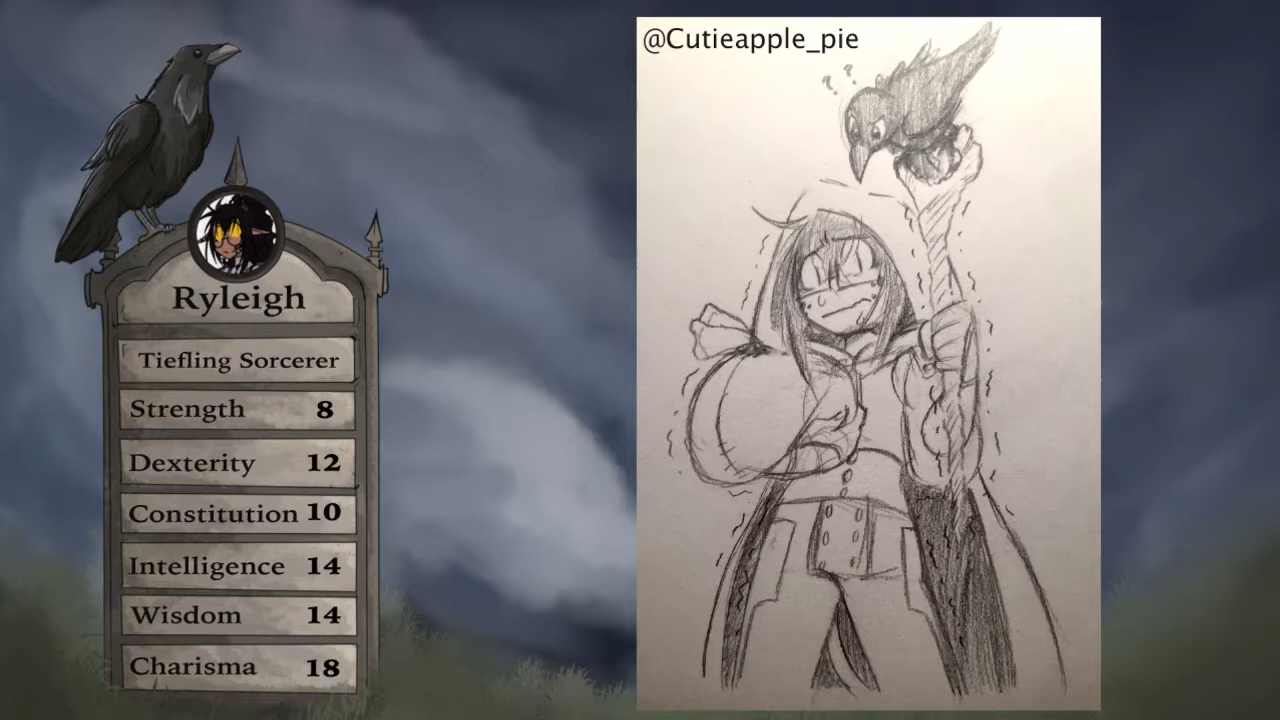 Ryleigh
Tiefling Sorcerer
Strength 8
Dexterity 12
Constitution 10
Intelligence 14
Wisdom 14
Charisma 18
@Cutieapple_pie
? ?